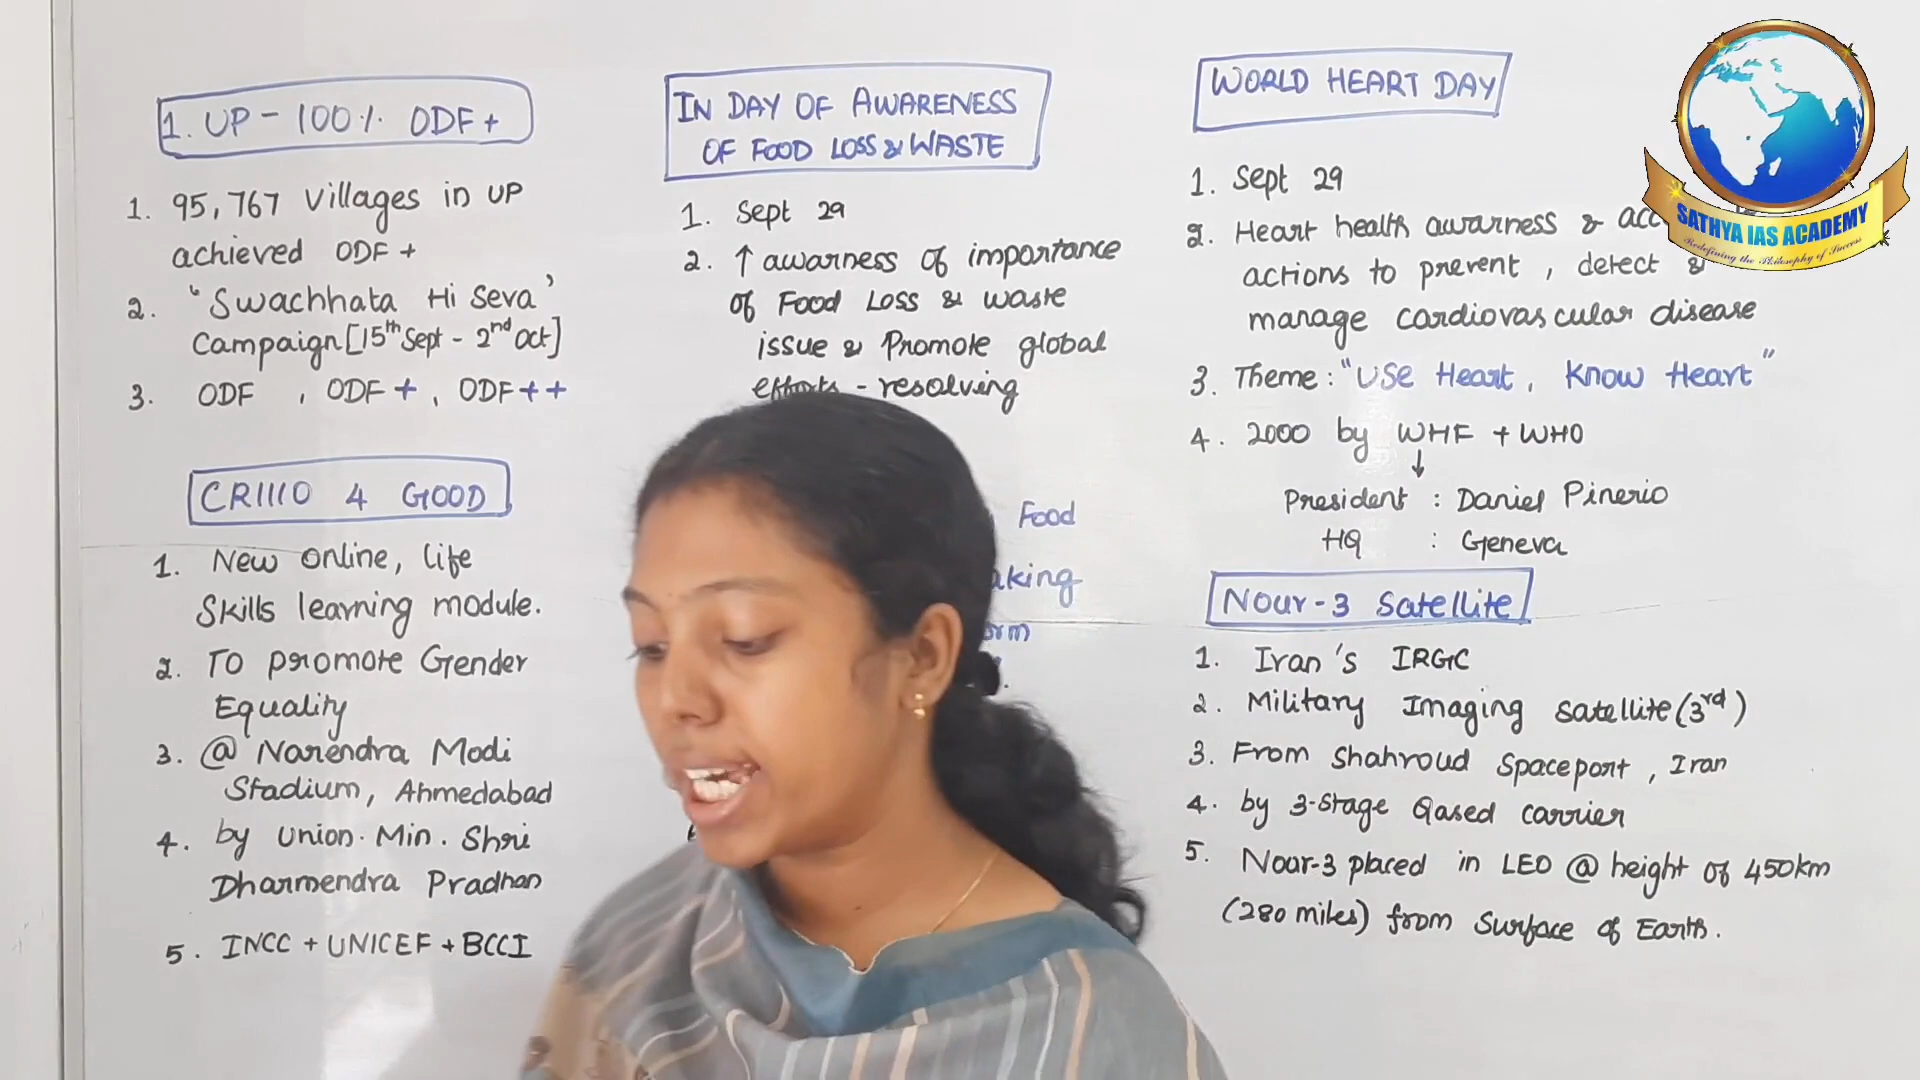 1. UP - 100% ODF+
1. 95,767 Villages in UP
achieved ODF +
2. 'Swachhata Hi Seva'
Campaign [15th Sept - 2nd Oct]
3. ODF , ODF + , ODF ++
CRIIIO 4 GOOD
1. New online, life
Skills learning module.
2. To promote Gender
Equality
3. @ Narendra Modi
Stadium, Ahmedabad
4. by Union. Min. Shri
Dharmendra Pradhan
5. INCC + UNICEF + BCCI
IN DAY OF AWARENESS
OF FOOD LOSS & WASTE
1. Sept 29
2. ↑ awarness of importance
of Food Loss & waste
issue & Promote global
efforts - resolving
Food
WORLD HEART DAY
1. Sept 29
2. Heart health awarness &
actions to prevent, detect &
manage cardiovascular disease
3. Theme: "USe Heart, Know Heart"
4. 2000 by WHF + WHO
↓
President : Daniel Pinerio
HQ : Geneva
Nour-3 Satellite
1. Iran's IRGC
2. Military Imaging Satellite (3rd)
3. From Shahroud Spaceport, Iran
4. by 3-Stage Qased carrier
5. Nour-3 placed in LEO @ height of 450km
(280 miles) from Surface of Earth.
SATHYA IAS ACADEMY
Redefining the Philosophy of Success